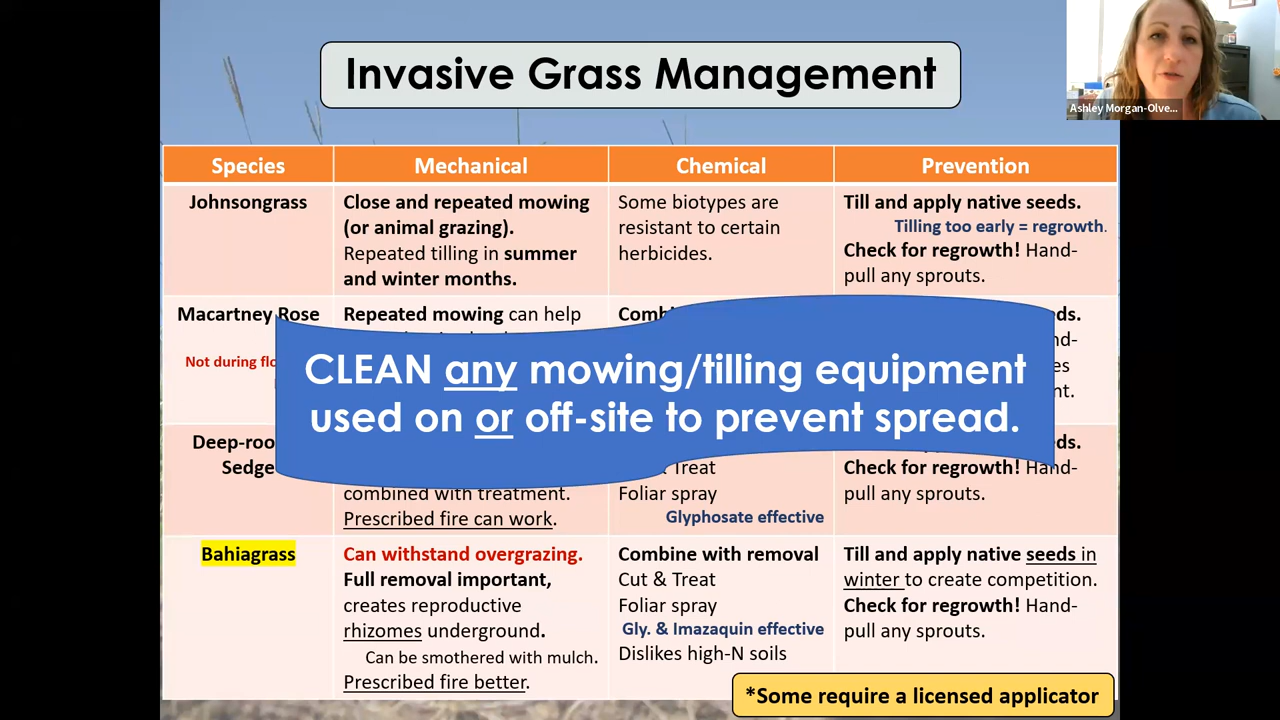 Invasive Grass Management
Ashley Morgan-Olve...
Species Mechanical Chemical Prevention
Johnsongrass
Close and repeated mowing
(or animal grazing).
Repeated tilling in summer
and winter months.
Some biotypes are
resistant to certain
herbicides.
Till and apply native seeds.
Tilling too early = regrowth.
Check for regrowth! Hand-
pull any sprouts.
Macartney Rose
Not during
Repeated mowing can help
CLEAN any mowing/tilling equipment
used on or off-site to prevent spread.
Sedge
combined with treatment.
Prescribed fire can work.
Treat
Foliar spray
Glyphosate effective
Check for regrowth! Hand-
pull any sprouts.
Bahiagrass
Can withstand overgrazing.
Full removal important,
creates reproductive
rhizomes underground.
Can be smothered with mulch.
Prescribed fire better.
Combine with removal
Cut & Treat
Foliar spray
Gly. & Imazaquin effective
Dislikes high-N soils
Till and apply native seeds in
winter to create competition.
Check for regrowth! Hand-
pull any sprouts.
*Some require a licensed applicator